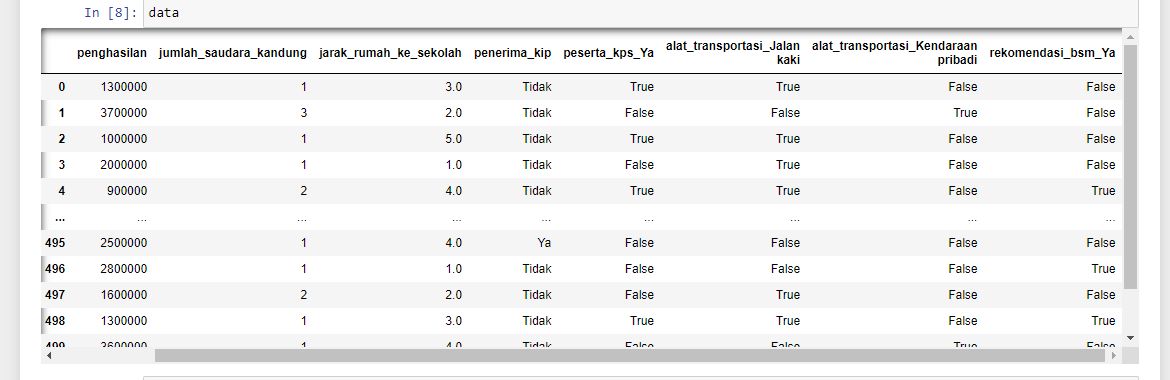 In [8]: data
penghasilan jumlah_saudara_kandung jarak_rumah_ke_sekolah penerima_kip peserta_kps_Ya alat_transportasi_Jalan kaki alat_transportasi_Kendaraan pribadi rekomendasi_bsm_Ya
0 1300000 1 3.0 Tidak True True False False
1 3700000 3 2.0 Tidak False False True False
2 1000000 1 5.0 Tidak True True False False
3 2000000 1 1.0 Tidak False True False False
4 900000 2 4.0 Tidak True True False True
... ... ... ... ... ... ... ... ...
495 2500000 1 4.0 Ya False False False False
496 2800000 1 1.0 Tidak False False False True
497 1600000 2 2.0 Tidak False True False False
498 1300000 1 3.0 Tidak True True False True
499 3600000 1 4.0 Tidak False False True False